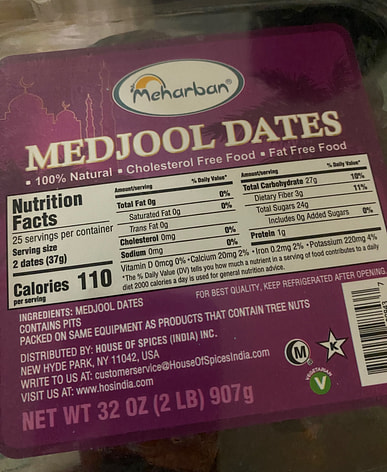 Meharban®
MEDJOOL DATES
• 100% Natural • Cholesterol Free Food • Fat Free Food
Nutrition
Facts
25 servings per container
Serving size
2 dates (37g)
Calories 110
per serving
Amount/serving % Daily Value*
Total Fat 0g 0%
Saturated Fat 0g 0%
Trans Fat 0g
Cholesterol 0mg 0%
Sodium 0mg 0%
Amount/serving % Daily Value*
Total Carbohydrate 27g 10%
Dietary Fiber 3g 11%
Total Sugars 24g
Includes 0g Added Sugars 0%
Protein 1g
Vitamin D 0mcg 0% • Calcium 20mg 2% • Iron 0.2mg 2% • Potassium 220mg 4%
*The % Daily Value (DV) tells you how much a nutrient in a serving of food contributes to a daily
diet 2000 calories a day is used for general nutrition advice.
FOR BEST QUALITY, KEEP REFRIGERATED AFTER OPENING
INGREDIENTS: MEDJOOL DATES
CONTAINS PITS
PACKED ON SAME EQUIPMENT AS PRODUCTS THAT CONTAIN TREE NUTS
DISTRIBUTED BY: HOUSE OF SPICES (INDIA) INC.
NEW HYDE PARK, NY 11042, USA
WRITE TO US AT: customerservice@HouseOfSpicesIndia.com
VISIT US AT: www.hosindia.com
M
K
VEGETARIAN
V
NET WT 32 OZ (2 LB) 907g